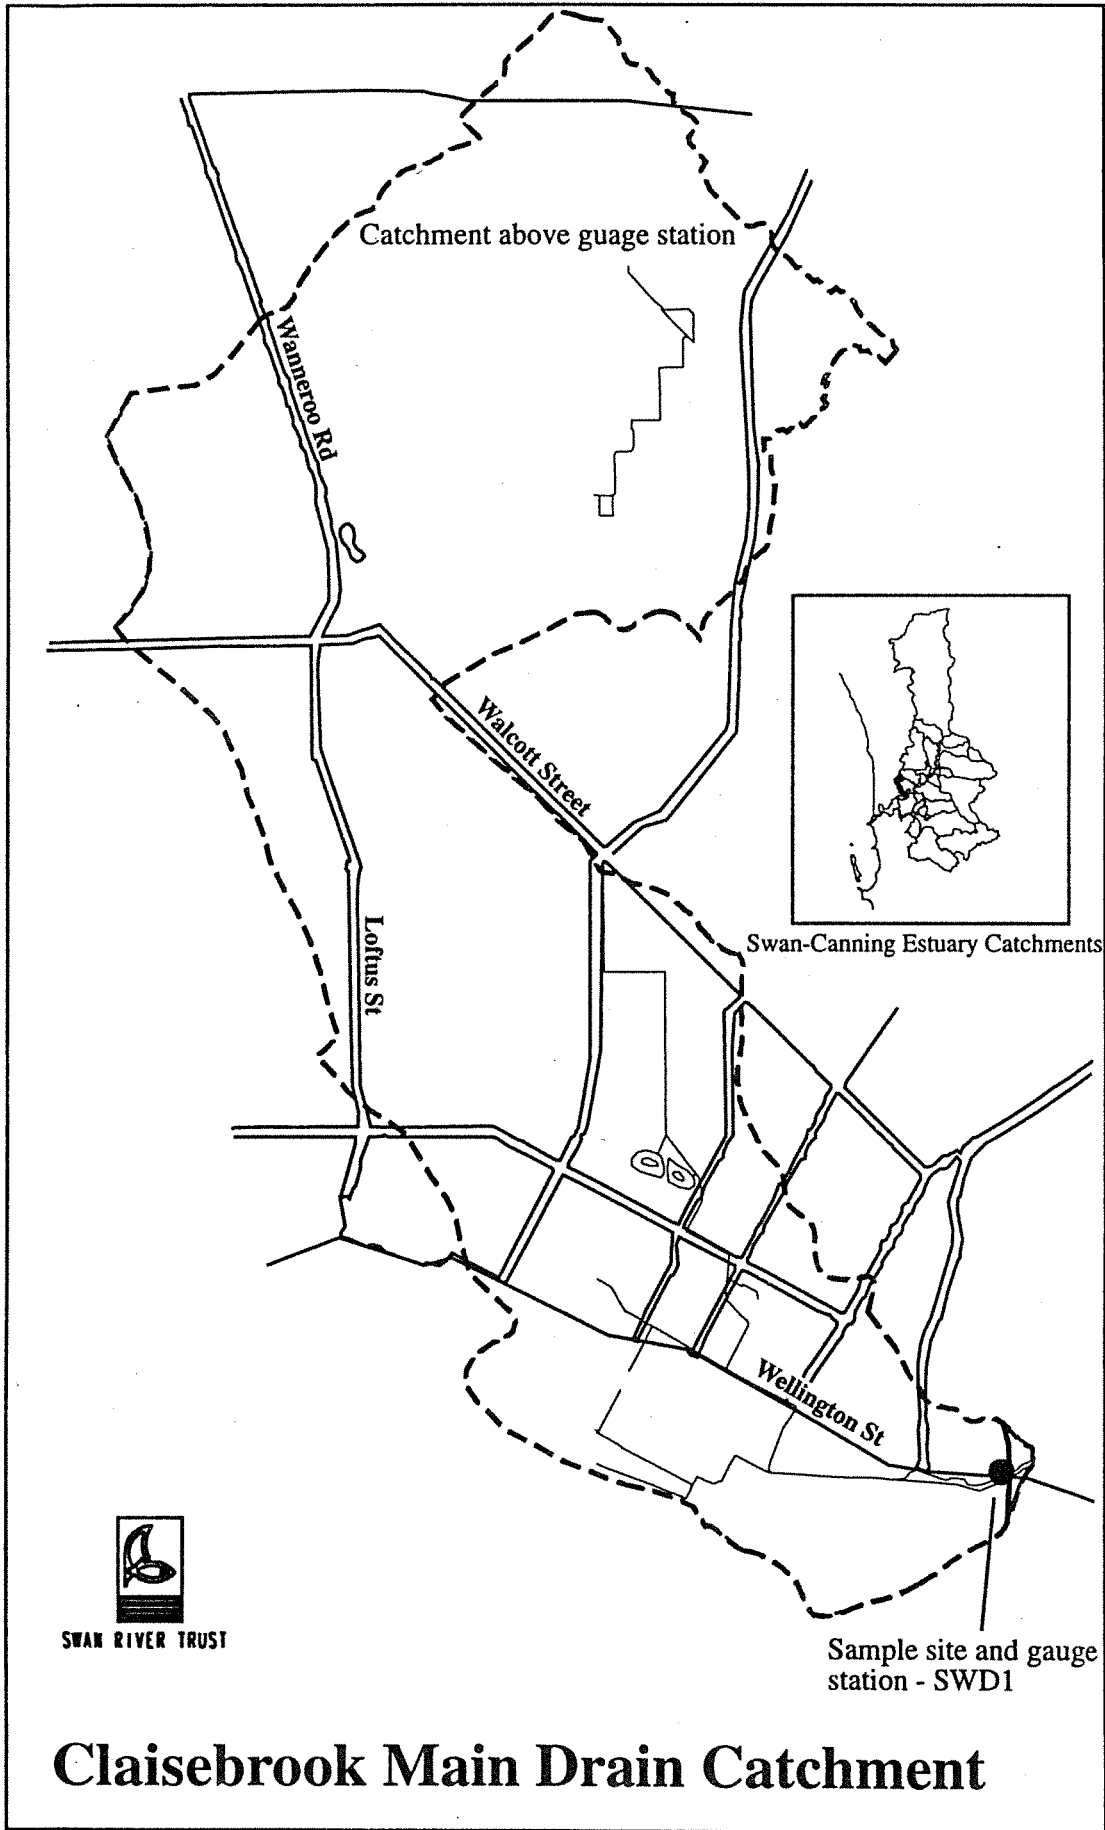 Catchment above guage station
Wanneroo Rd
Walcott Street
Swan-Canning Estuary Catchments
Loftus St
Wellington St
SWAN RIVER TRUST
Sample site and gauge
station - SWD1
Claisebrook Main Drain Catchment